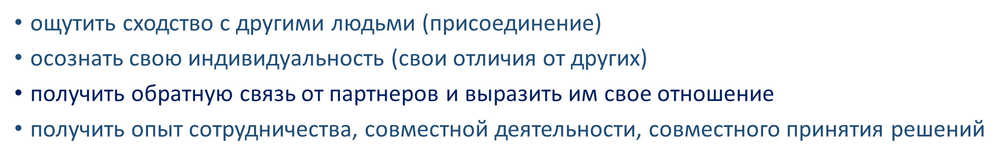 • ощутить сходство с другими людьми (присоединение)
• осознать свою индивидуальность (свои отличия от других)
• получить обратную связь от партнеров и выразить им свое отношение
• получить опыт сотрудничества, совместной деятельности, совместного принятия решений